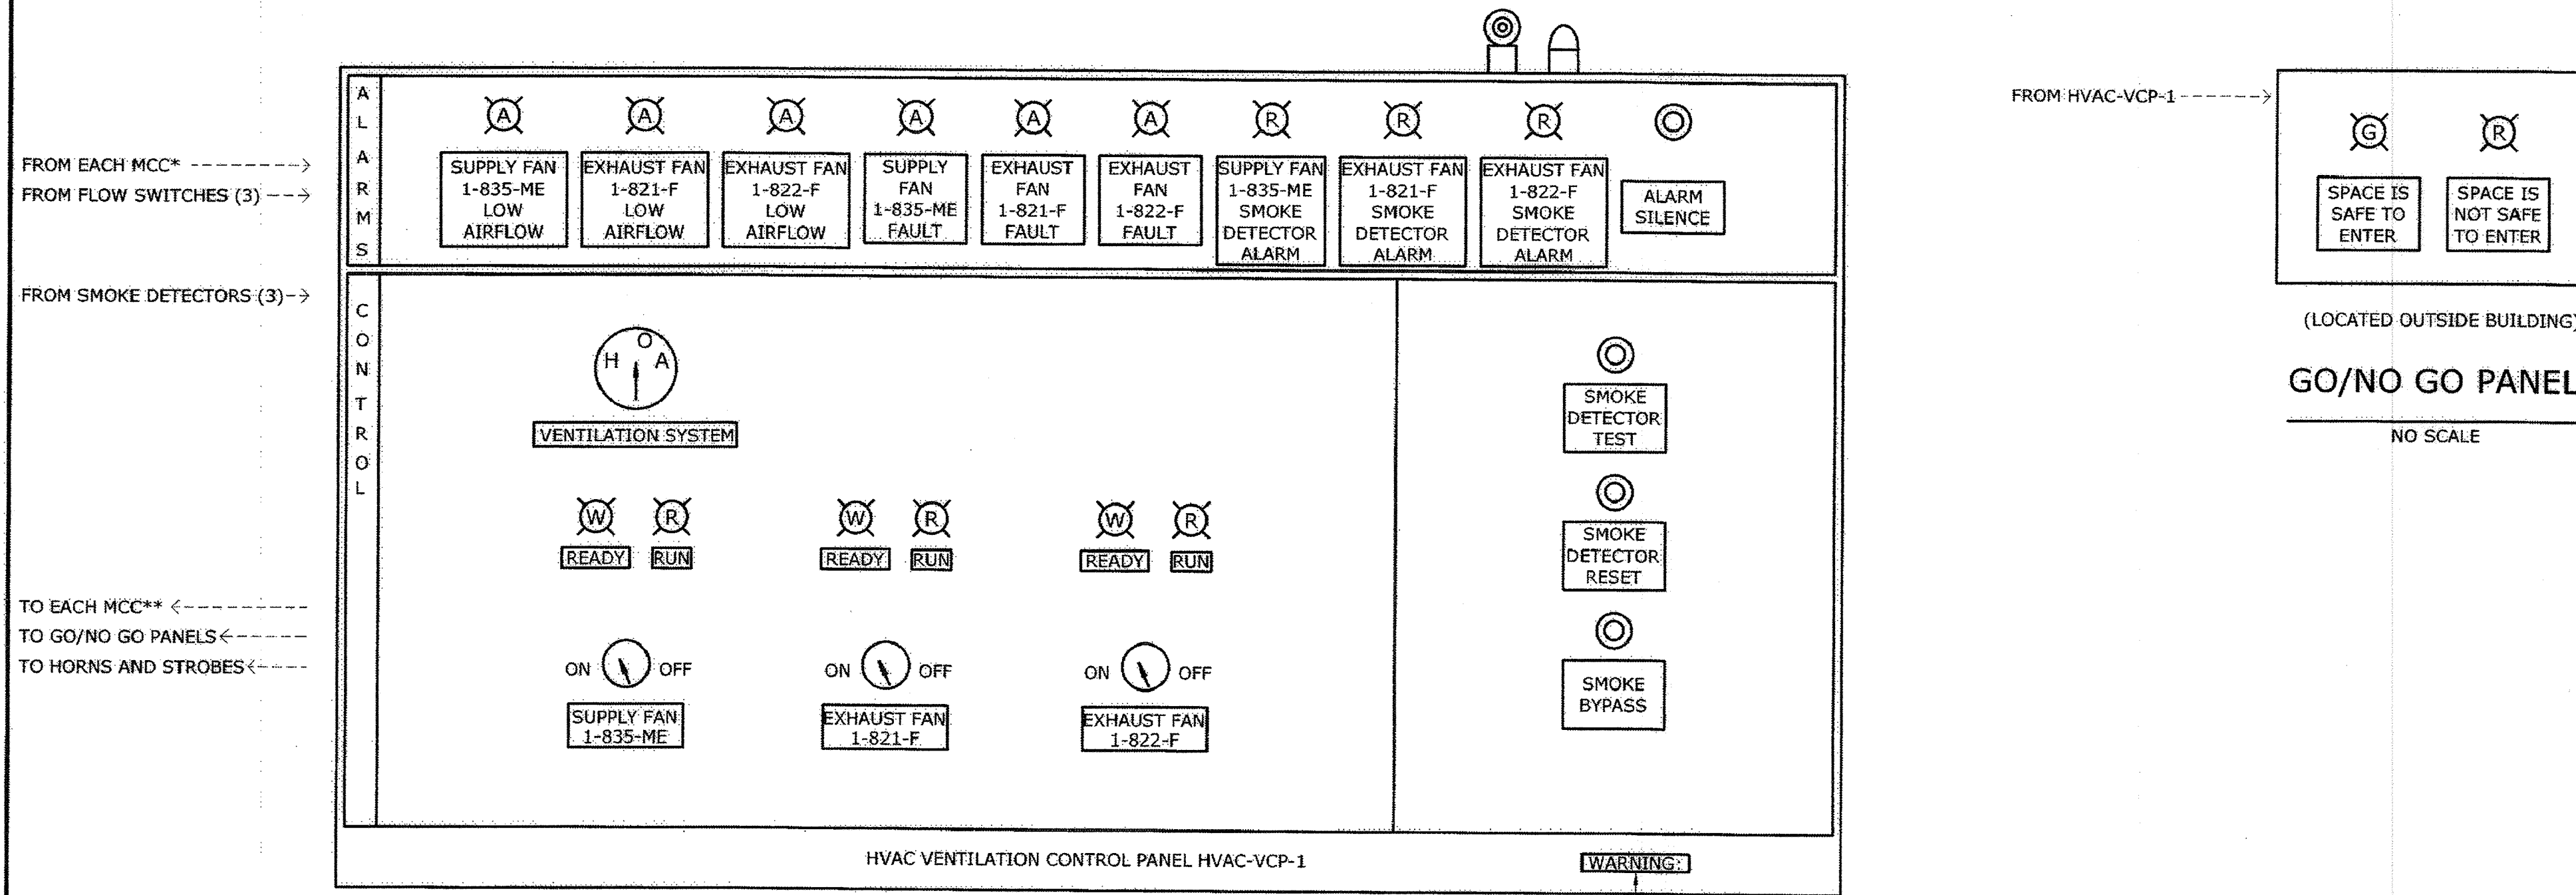 FROM EACH MCC*
FROM FLOW SWITCHES (3)
FROM SMOKE DETECTORS (3)
TO EACH MCC**
TO GO/NO GO PANELS
TO HORNS AND STROBES
ALARMS
A
A
A
A
A
A
R
R
R
SUPPLY FAN
1-835-ME
LOW
AIRFLOW
EXHAUST FAN
1-821-F
LOW
AIRFLOW
EXHAUST FAN
1-822-F
LOW
AIRFLOW
SUPPLY
FAN
1-835-ME
FAULT
EXHAUST
FAN
1-821-F
FAULT
EXHAUST
FAN
1-822-F
FAULT
SUPPLY FAN
1-835-ME
SMOKE
DETECTOR
ALARM
EXHAUST FAN
1-821-F
SMOKE
DETECTOR
ALARM
EXHAUST FAN
1-822-F
SMOKE
DETECTOR
ALARM
ALARM
SILENCE
CONTROL
H O A
VENTILATION SYSTEM
W R
READY RUN
W R
READY RUN
W R
READY RUN
ON OFF
SUPPLY FAN
1-835-ME
ON OFF
EXHAUST FAN
1-821-F
ON OFF
EXHAUST FAN
1-822-F
SMOKE
DETECTOR
TEST
SMOKE
DETECTOR
RESET
SMOKE
BYPASS
HVAC VENTILATION CONTROL PANEL HVAC-VCP-1
WARNING:
FROM HVAC-VCP-1
G
R
SPACE IS
SAFE TO
ENTER
SPACE IS
NOT SAFE
TO ENTER
(LOCATED OUTSIDE BUILDING)
GO/NO GO PANEL
NO SCALE